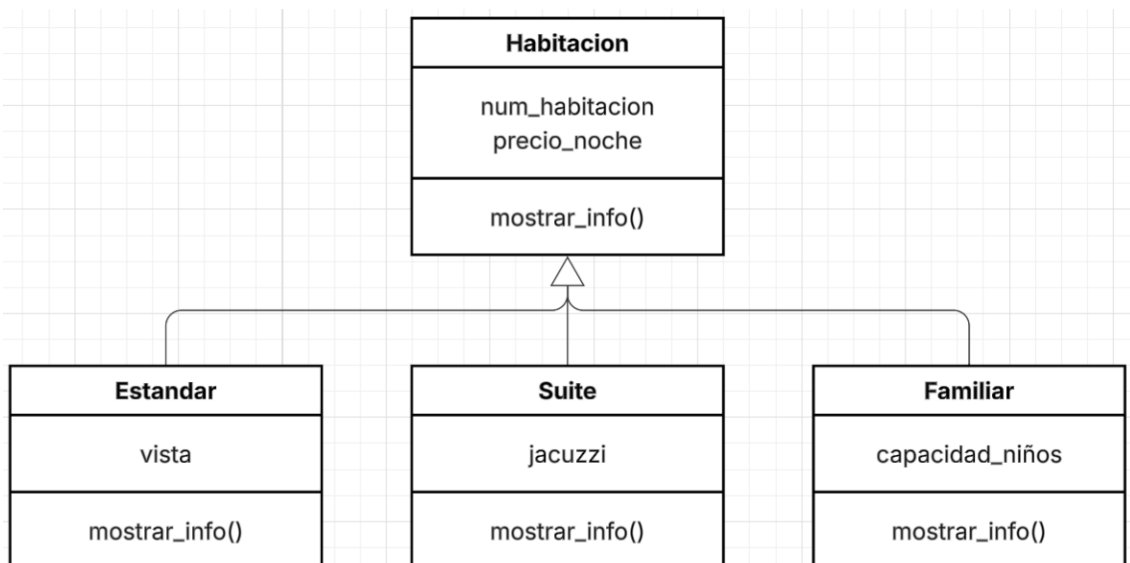 Habitacion
num_habitacion
precio_noche
mostrar_info()
Estandar
vista
mostrar_info()
Suite
jacuzzi
mostrar_info()
Familiar
capacidad_niños
mostrar_info()